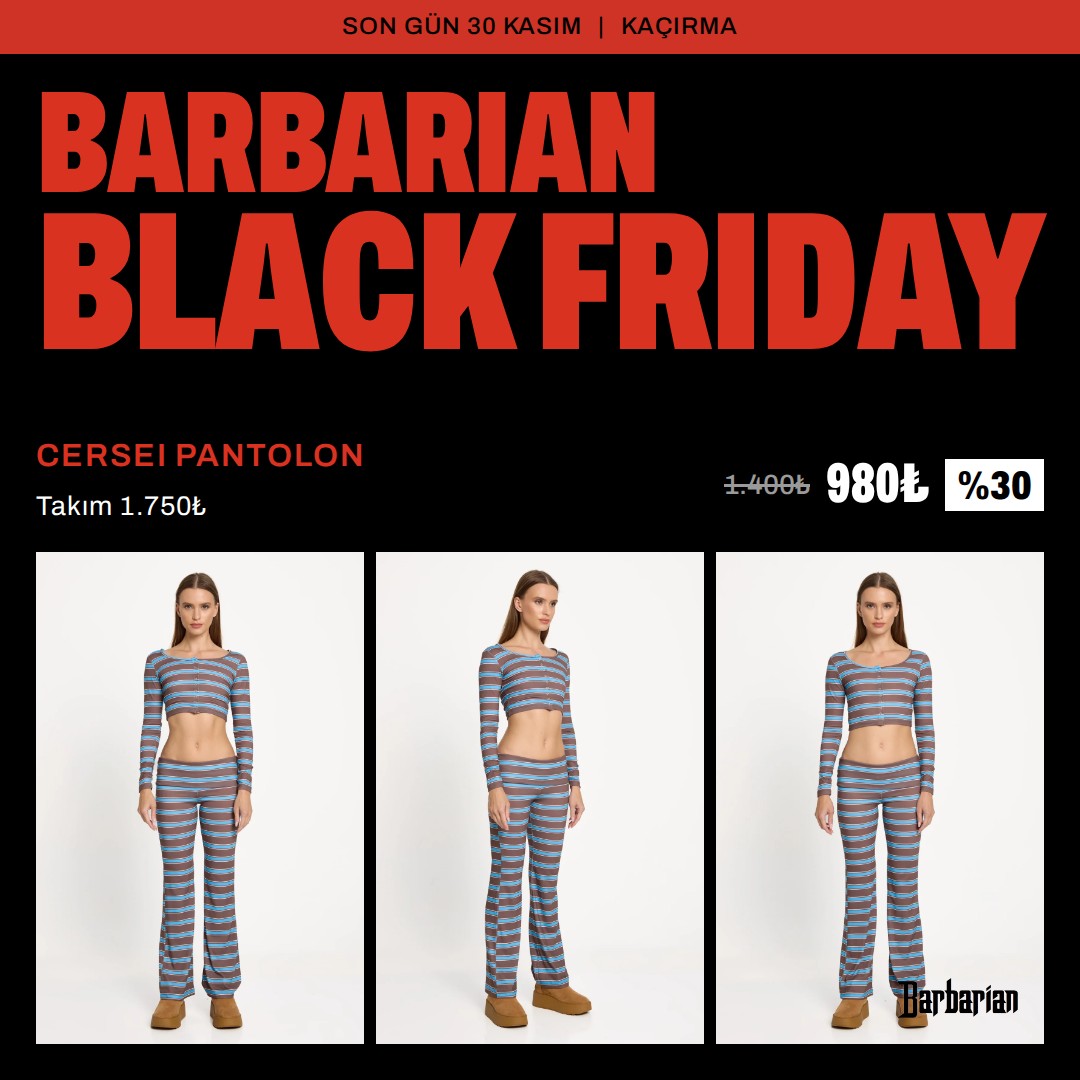 SON GÜN 30 KASIM | KAÇIRMA
BARBARIAN
BLACK FRIDAY
CERSEI PANTOLON
Takım 1.750₺
1.400₺ 980₺ %30
Barbarian